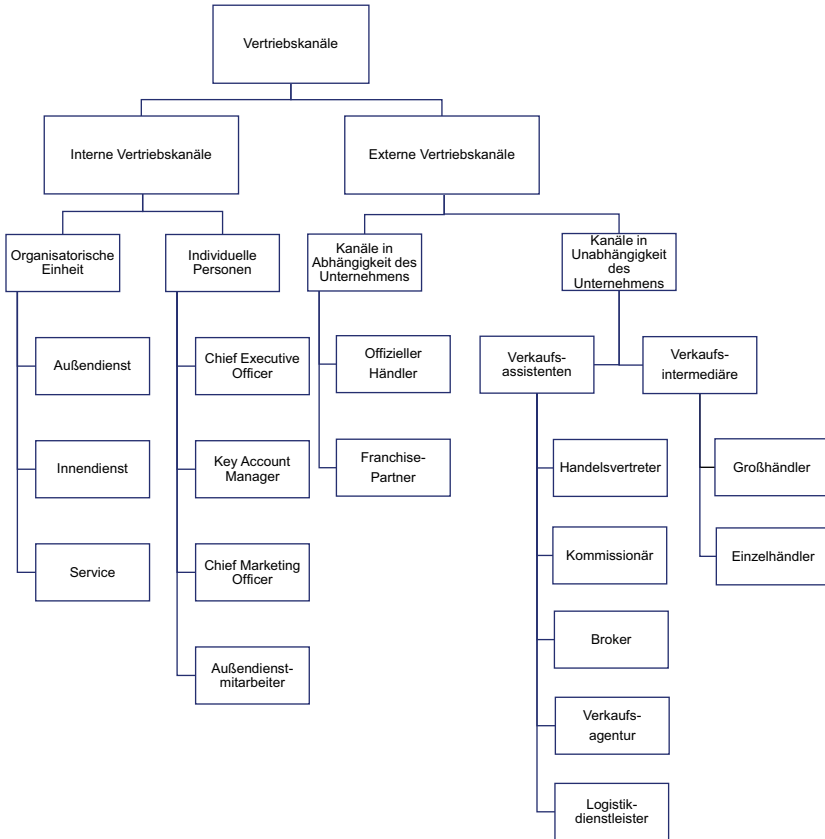 Vertriebskanäle
Interne Vertriebskanäle
Externe Vertriebskanäle
Organisatorische
Einheit
Individuelle
Personen
Kanäle in
Abhängigkeit des
Unternehmens
Kanäle in
Unabhängigkeit
des
Unternehmens
Außendienst
Innendienst
Service
Chief Executive
Officer
Key Account
Manager
Chief Marketing
Officer
Außendienst-
mitarbeiter
Offizieller
Händler
Franchise-
Partner
Verkaufs-
assistenten
Verkaufs-
intermediäre
Handelsvertreter
Kommissionär
Broker
Verkaufs-
agentur
Logistik-
dienstleister
Großhändler
Einzelhändler